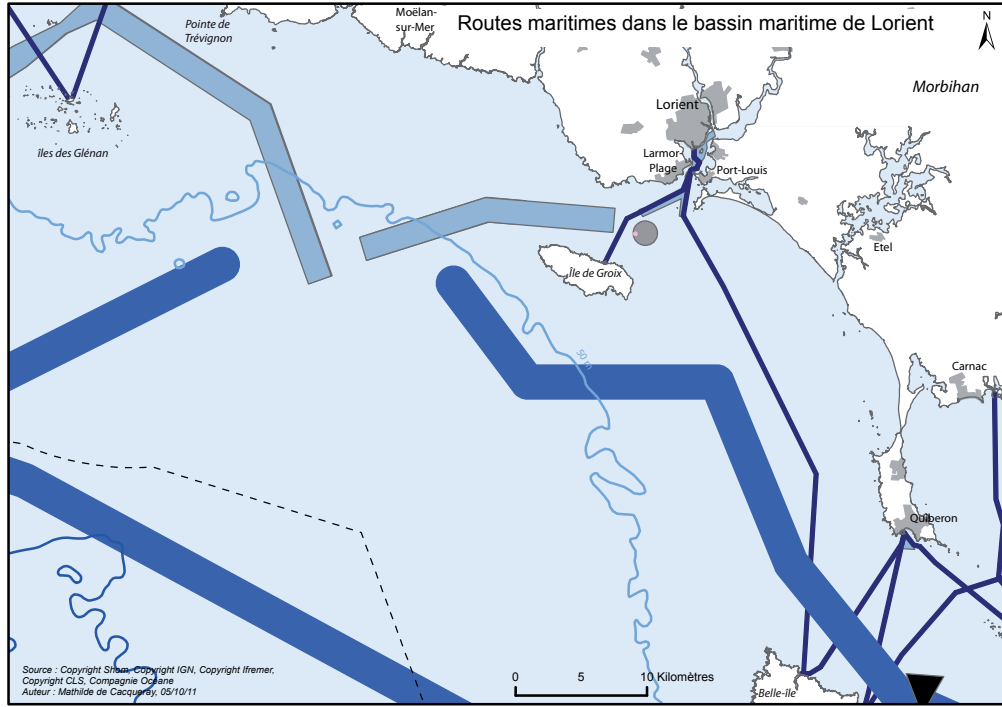 Routes maritimes dans le bassin maritime de Lorient
N
Moëlan-
sur-Mer
Pointe de
Trévignon
Morbihan
Lorient
îles des Glénan
Larmor
Plage
Port-Louis
Etel
Île de Groix
50 m
Carnac
Quiberon
Belle-île
Source : Copyright Shom, Copyright IGN, Copyright Ifremer,
Copyright CLS, Compagnie Océane
Auteur : Mathilde de Cacqueray, 05/10/11
0 5 10 Kilomètres